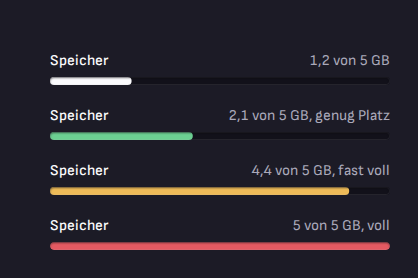 Speicher 1,2 von 5 GB
Speicher 2,1 von 5 GB, genug Platz
Speicher 4,4 von 5 GB, fast voll
Speicher 5 von 5 GB, voll